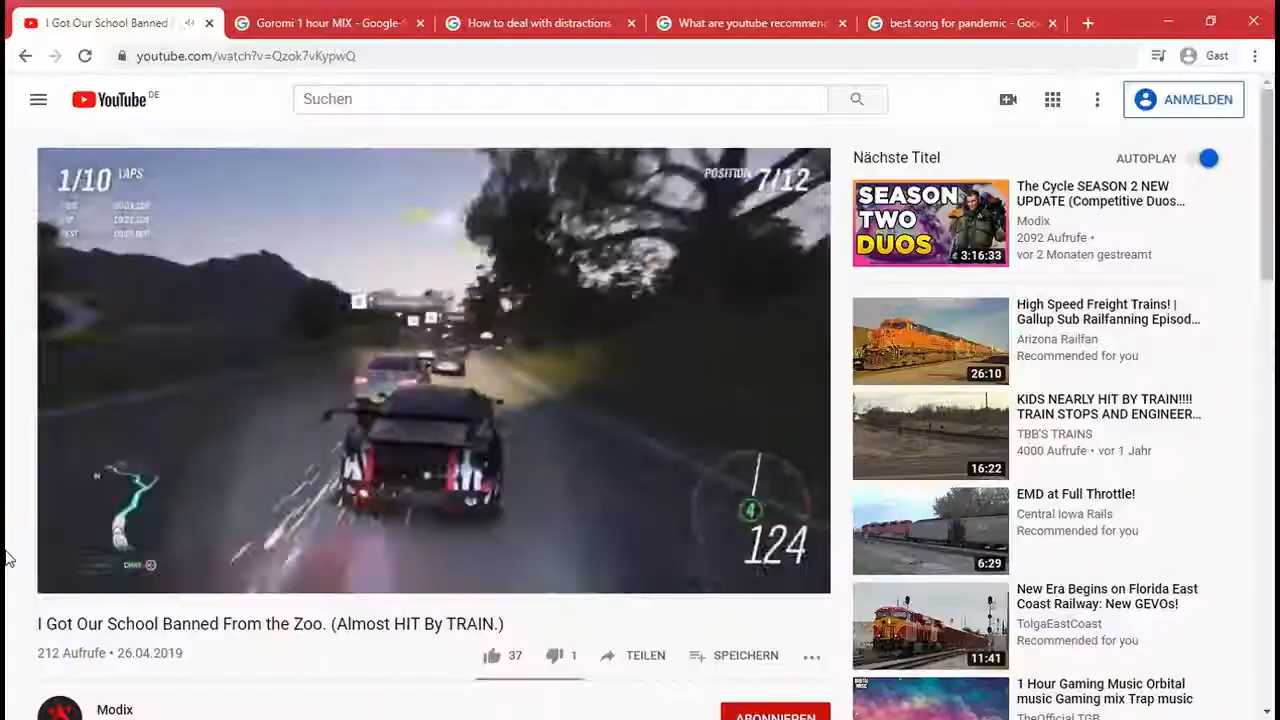 I Got Our School Banned
Goromi 1 hour MIX - Google-
How to deal with distractions
What are youtube recommen
best song for pandemic - Goo
youtube.com/watch?v=Qzok7vKypwQ
Gast
YouTube DE
Suchen
ANMELDEN
1/10 LAPS
POSITION 7/12
4
124
CHAT
I Got Our School Banned From the Zoo. (Almost HIT By TRAIN.)
212 Aufrufe • 26.04.2019
37
1
TEILEN
SPEICHERN
Modix
ABONNIEREN
Nächste Titel
AUTOPLAY
SEASON
TWO
DUOS
3:16:33
The Cycle SEASON 2 NEW
UPDATE (Competitive Duos...
Modix
2092 Aufrufe •
vor 2 Monaten gestreamt
26:10
High Speed Freight Trains! |
Gallup Sub Railfanning Episod...
Arizona Railfan
Recommended for you
16:22
KIDS NEARLY HIT BY TRAIN!!!!
TRAIN STOPS AND ENGINEER...
TBB'S TRAINS
4000 Aufrufe • vor 1 Jahr
6:29
EMD at Full Throttle!
Central Iowa Rails
Recommended for you
11:41
New Era Begins on Florida East
Coast Railway: New GEVOs!
TolgaEastCoast
Recommended for you
1 Hour Gaming Music Orbital
music Gaming mix Trap music
TheOfficial TGB